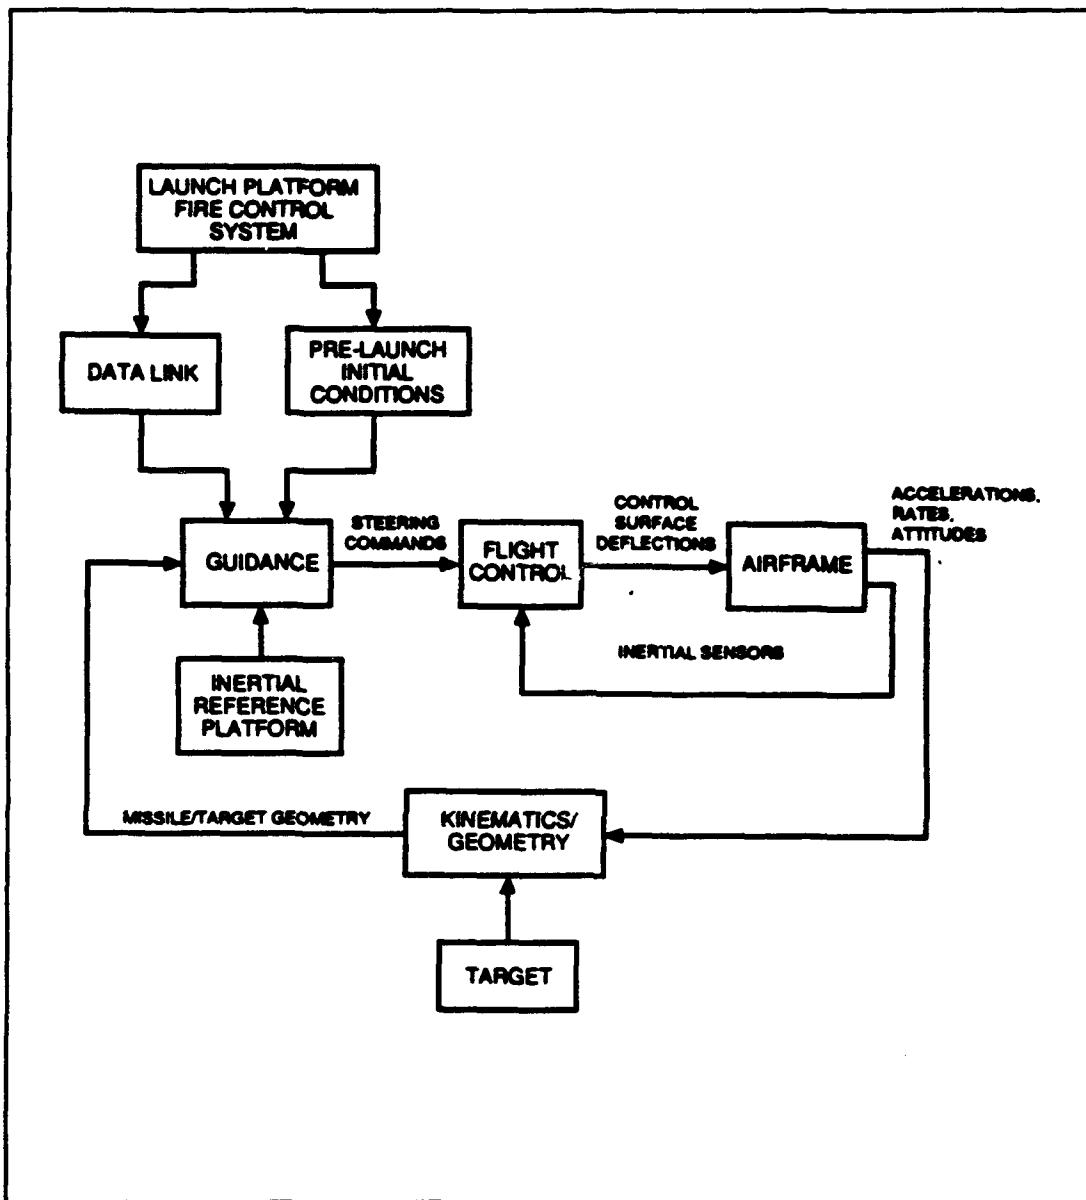 LAUNCH PLATFORM
FIRE CONTROL
SYSTEM
DATA LINK
PRE-LAUNCH
INITIAL
CONDITIONS
GUIDANCE
STEERING
COMMANDS
FLIGHT
CONTROL
CONTROL
SURFACE
DEFLECTIONS
AIRFRAME
ACCELERATIONS,
RATES,
ATTITUDES
INERTIAL SENSORS
INERTIAL
REFERENCE
PLATFORM
MISSILE/TARGET GEOMETRY
KINEMATICS/
GEOMETRY
TARGET